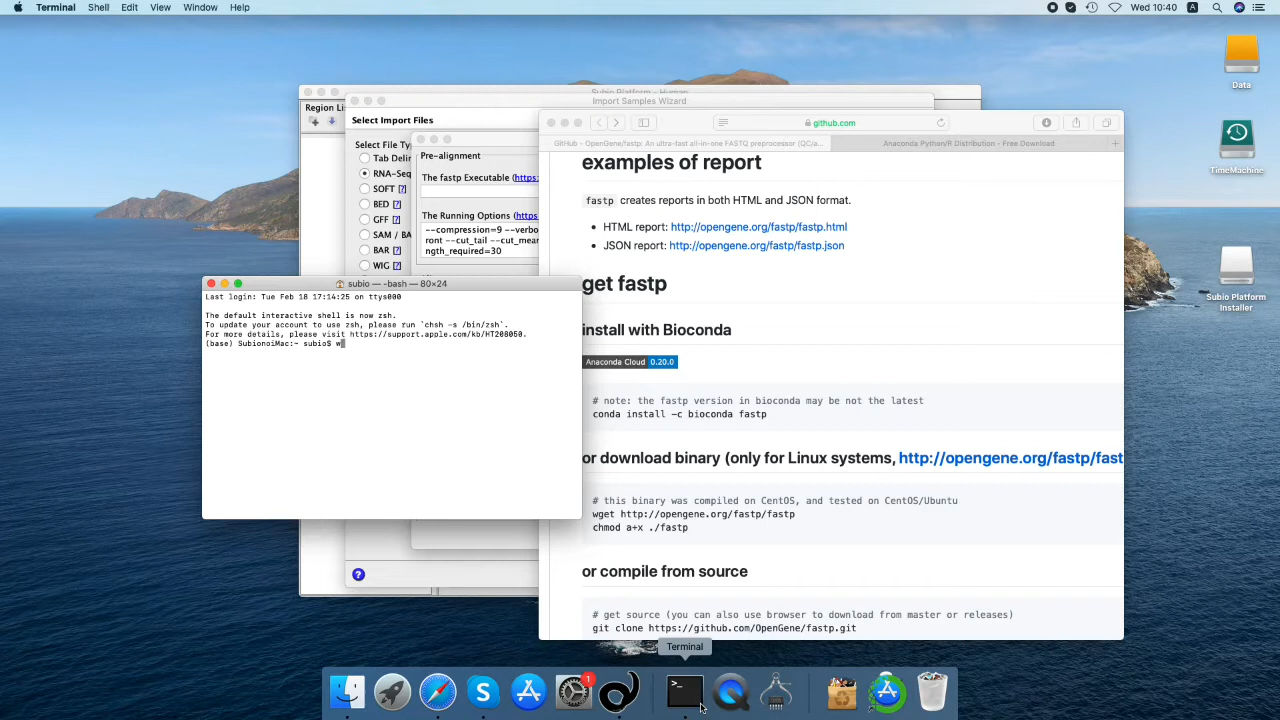 Terminal Shell Edit View Window Help
Wed 10:40 A
Data
TimeMachine
Subio Platform
Installer
Subio Platform — Human
Region Li
Import Samples Wizard
Select Import Files
Select File Ty
Tab Deli
RNA-Seq
SOFT [?]
BED [?]
GFF [?]
SAM / BA
BAR [?]
WIG [?]
?
Pre-alignment
The fastp Executable (https:
The Running Options (https
--compression=9 --verbo
ront --cut_tail --cut_mea
ngth_required=30
github.com
GitHub - OpenGene/fastp: An ultra-fast all-in-one FASTQ preprocessor (QC/a...
Anaconda Python/R Distribution - Free Download
examples of report
fastp creates reports in both HTML and JSON format.
• HTML report: http://opengene.org/fastp/fastp.html
• JSON report: http://opengene.org/fastp/fastp.json
get fastp
install with Bioconda
Anaconda Cloud 0.20.0
# note: the fastp version in bioconda may be not the latest
conda install -c bioconda fastp
or download binary (only for Linux systems, http://opengene.org/fastp/fast
# this binary was compiled on CentOS, and tested on CentOS/Ubuntu
wget http://opengene.org/fastp/fastp
chmod a+x ./fastp
or compile from source
# get source (you can also use browser to download from master or releases)
git clone https://github.com/OpenGene/fastp.git
subio — -bash — 80×24
Last login: Tue Feb 18 17:14:25 on ttys000
The default interactive shell is now zsh.
To update your account to use zsh, please run `chsh -s /bin/zsh`.
For more details, please visit https://support.apple.com/kb/HT208050.
(base) SubionoiMac:~ subio$ w
Terminal
1
>_